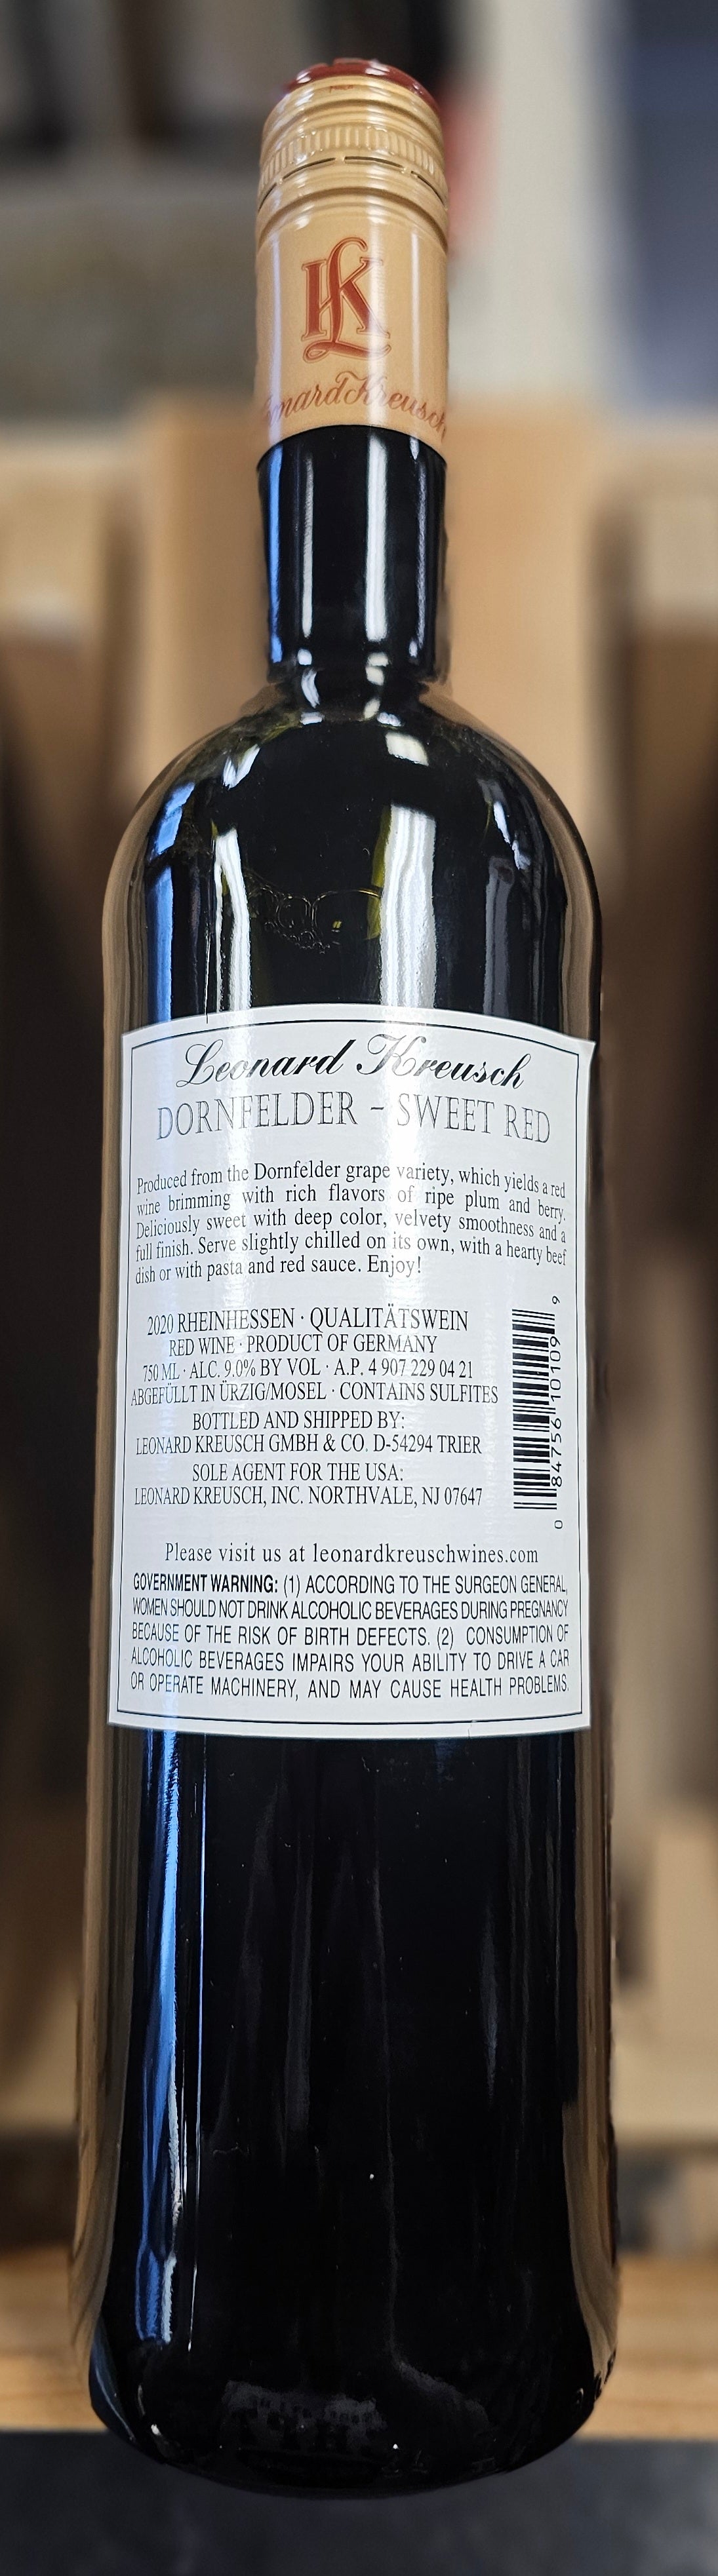 LK
Leonard Kreusch
DORNFELDER - SWEET RED
Produced from the Dornfelder grape variety, which yields a red
wine brimming with rich flavors of ripe plum and berry.
Deliciously sweet with deep color, velvety smoothness and a
full finish. Serve slightly chilled on its own, with a hearty beef
dish or with pasta and red sauce. Enjoy!
2020 RHEINHESSEN · QUALITÄTSWEIN
RED WINE · PRODUCT OF GERMANY
750 ML · ALC. 9.0% BY VOL · A.P. 4 907 229 04 21
ABGEFÜLLT IN ÜRZIG/MOSEL · CONTAINS SULFITES
BOTTLED AND SHIPPED BY:
LEONARD KREUSCH GMBH & CO. D-54294 TRIER
SOLE AGENT FOR THE USA:
LEONARD KREUSCH, INC. NORTHVALE, NJ 07647
0 84756 10109 9
Please visit us at leonardkreuschwines.com
GOVERNMENT WARNING: (1) ACCORDING TO THE SURGEON GENERAL,
WOMEN SHOULD NOT DRINK ALCOHOLIC BEVERAGES DURING PREGNANCY
BECAUSE OF THE RISK OF BIRTH DEFECTS. (2) CONSUMPTION OF
ALCOHOLIC BEVERAGES IMPAIRS YOUR ABILITY TO DRIVE A CAR
OR OPERATE MACHINERY, AND MAY CAUSE HEALTH PROBLEMS.